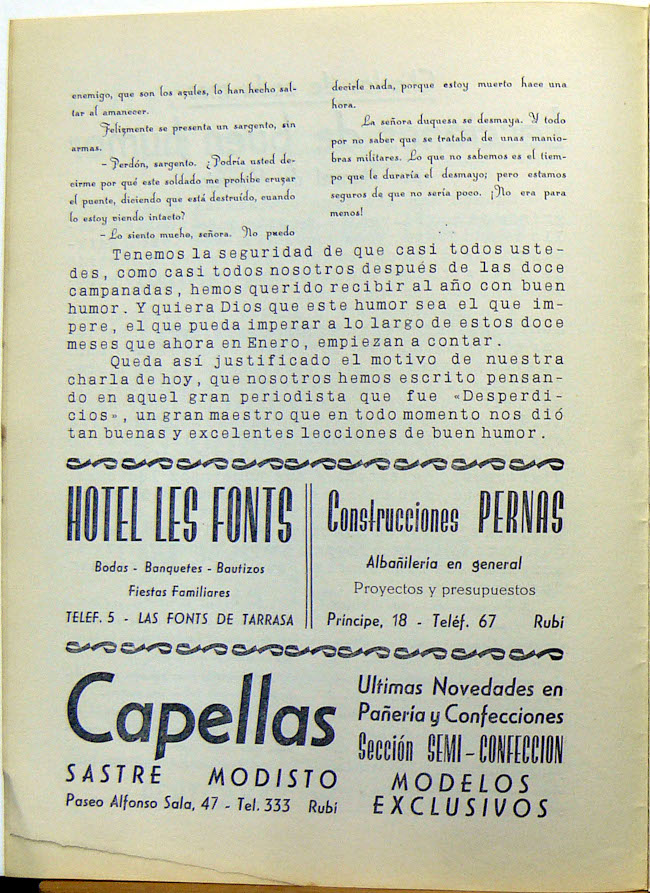 enemigo, que son los azules, lo han hecho sal-
tar al amanecer.
Felizmente se presenta un sargento, sin
armas.
- Perdón, sargento. ¿Podría usted de-
cirme por qué este soldado me prohibe cruzar
el puente, diciendo que está destruído, cuando
lo estoy viendo intacto?
- Lo siento mucho, señora. No puedo
decirle nada, porque estoy muerto hace una
hora.
La señora duquesa se desmaya. Y todo
por no saber que se trataba de unas manio-
bras militares. Lo que no sabemos es el tiem-
po que le duraría el desmayo; pero estamos
seguros de que no sería poco. ¡No era para
menos!
Tenemos la seguridad de que casi todos uste-
des, como casi todos nosotros después de las doce
campanadas, hemos querido recibir al año con buen
humor. Y quiera Dios que este humor sea el que im-
pere, el que pueda imperar a lo largo de estos doce
meses que ahora en Enero, empiezan a contar.
Queda así justificado el motivo de nuestra
charla de hoy, que nosotros hemos escrito pensan-
do en aquel gran periodista que fue «Desperdi-
cios», un gran maestro que en todo momento nos dió
tan buenas y excelentes lecciones de buen humor.
HOTEL LES FONTS
Bodas - Banquetes - Bautizos
Fiestas Familiares
TELEF. 5 - LAS FONTS DE TARRASA
Construcciones PERNAS
Albañilería en general
Proyectos y presupuestos
Príncipe, 18 - Teléf. 67 Rubí
Capellas
SASTRE MODISTO
Paseo Alfonso Sala, 47 - Tel. 333 Rubí
Ultimas Novedades en
Pañería y Confecciones
Sección SEMI-CONFECCION
MODELOS
EXCLUSIVOS